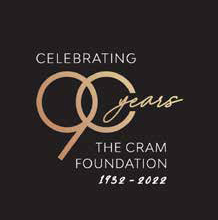 CELEBRATING
90 years
THE CRAM
FOUNDATION
1932 - 2022